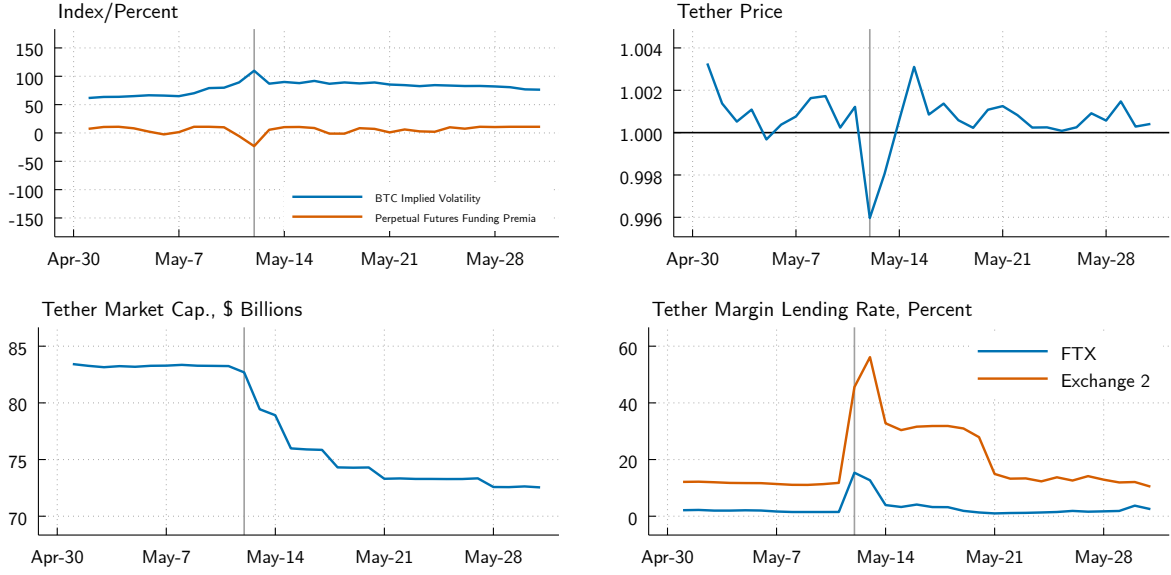 Index/Percent
150
100
50
0
-50
-100
-150
BTC Implied Volatility
Perpetual Futures Funding Premia
Apr-30 May-7 May-14 May-21 May-28
Tether Price
1.004
1.002
1.000
0.998
0.996
Apr-30 May-7 May-14 May-21 May-28
Tether Market Cap., $ Billions
85
80
75
70
Apr-30 May-7 May-14 May-21 May-28
Tether Margin Lending Rate, Percent
60
40
20
0
FTX
Exchange 2
Apr-30 May-7 May-14 May-21 May-28